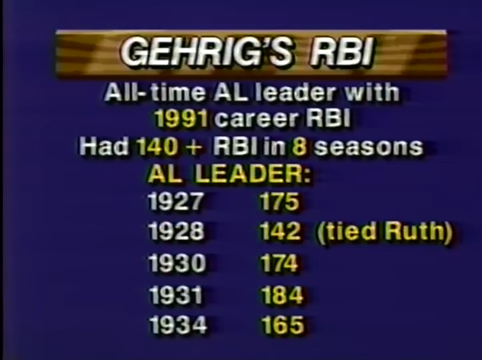 GEHRIG'S RBI
All-time AL leader with
1991 career RBI
Had 140 + RBI in 8 seasons
AL LEADER:
1927 175
1928 142 (tied Ruth)
1930 174
1931 184
1934 165